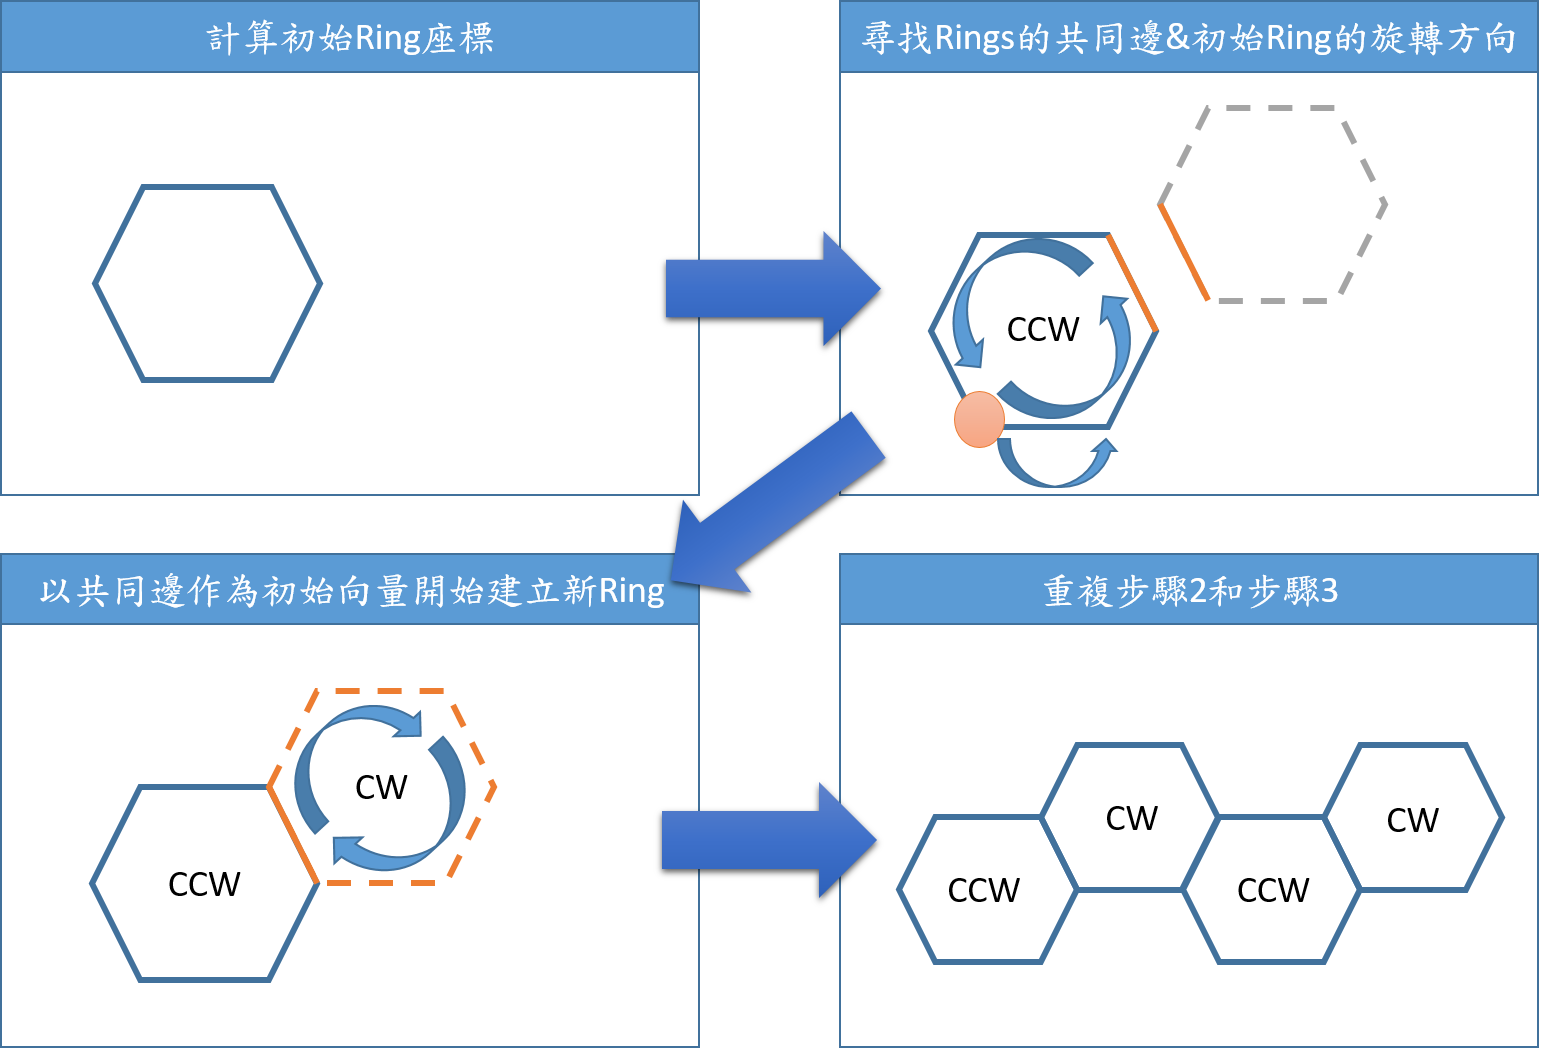 計算初始Ring座標
尋找Rings的共同邊&初始Ring的旋轉方向
CCW
以共同邊作為初始向量開始建立新Ring
CW
CCW
重複步驟2和步驟3
CW
CW
CCW
CCW